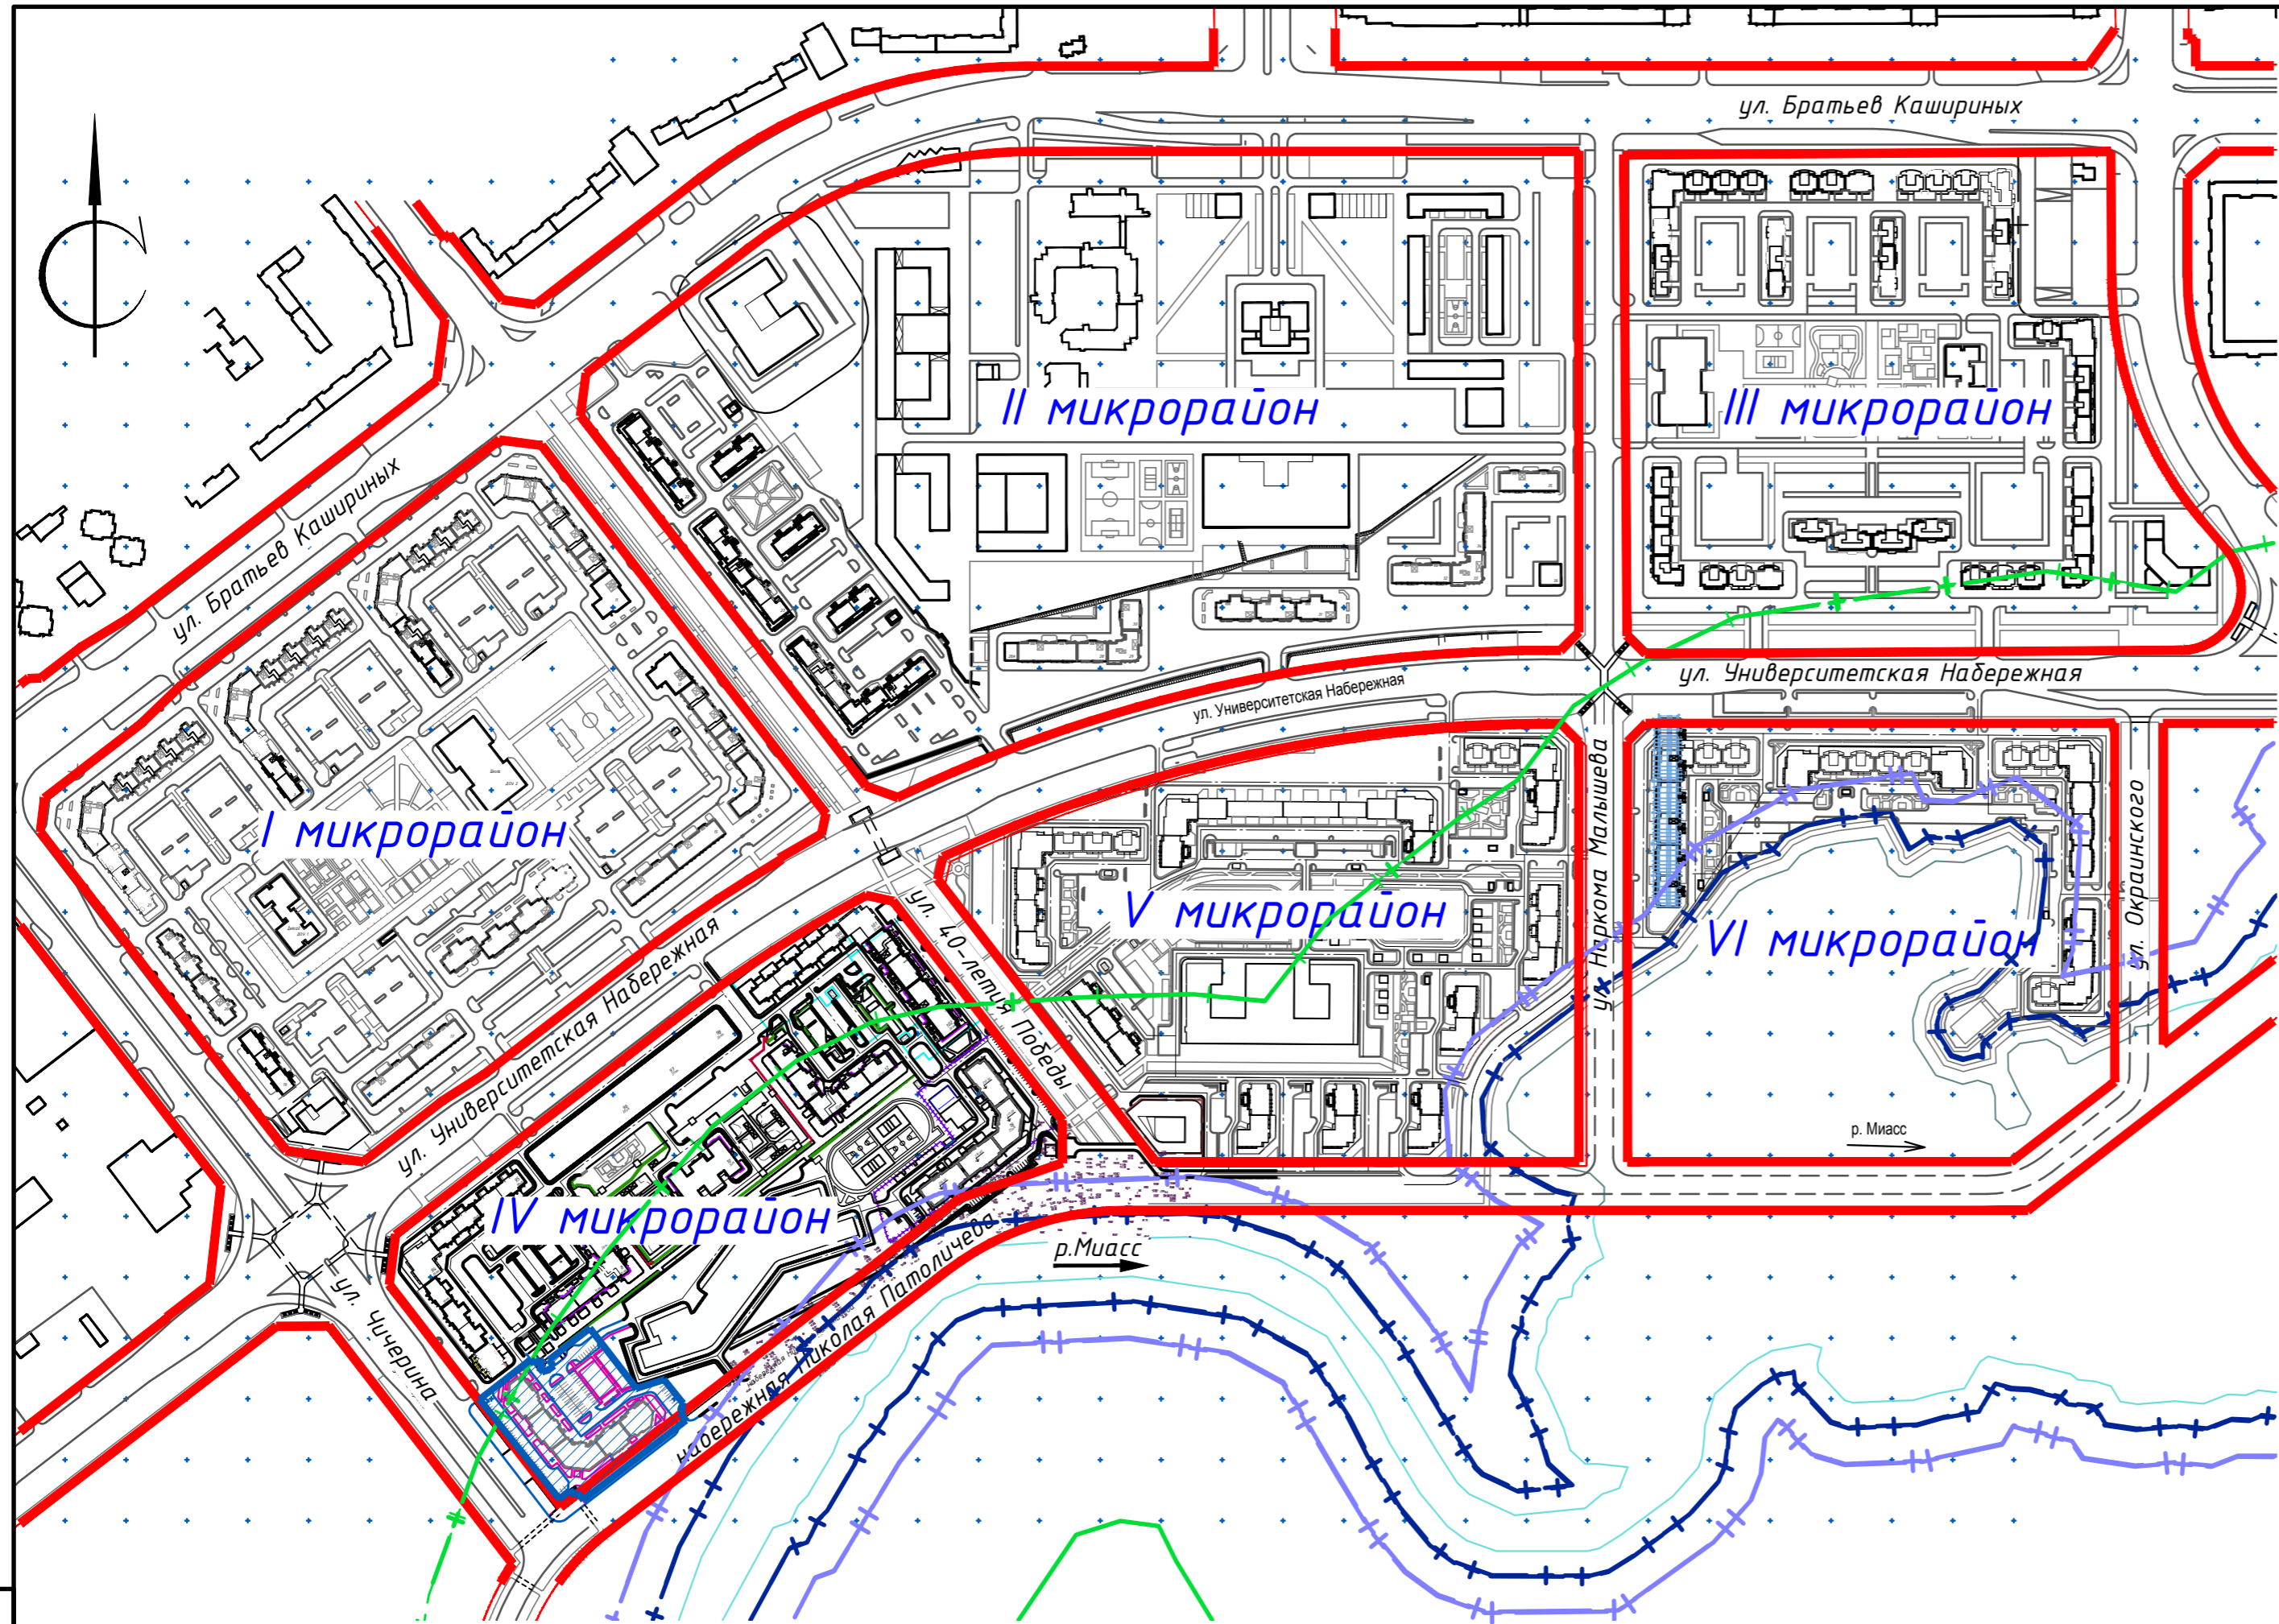 ул. Братьев Кашириных
II микрорайон
III микрорайон
ул. Братьев Кашириных
ул. Университетская Набережная
ул. Университетская Набережная
I микрорайон
ул. Наркома Малышева
ул. Окраинского
V микрорайон
VI микрорайон
ул. 40-летия Победы
ул. Университетская Набережная
р. Миасс
IV микрорайон
р.Миасс
ул. Чичерина
набережная Николая Патоличева